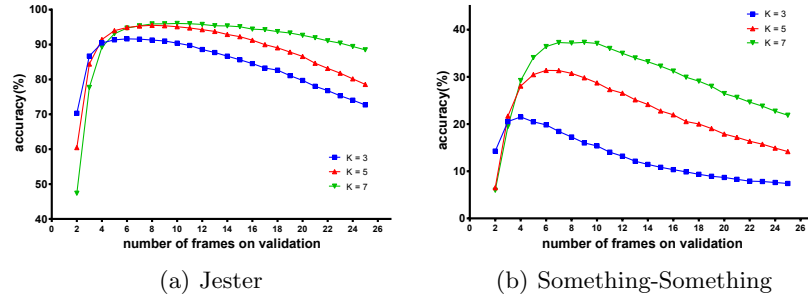 100
90
80
70
60
50
40
accuracy(%)
0 2 4 6 8 10 12 14 16 18 20 22 24 26
number of frames on validation
K = 3
K = 5
K = 7
(a) Jester
40
30
20
10
0
accuracy(%)
0 2 4 6 8 10 12 14 16 18 20 22 24 26
number of frames on validation
K = 3
K = 5
K = 7
(b) Something-Something